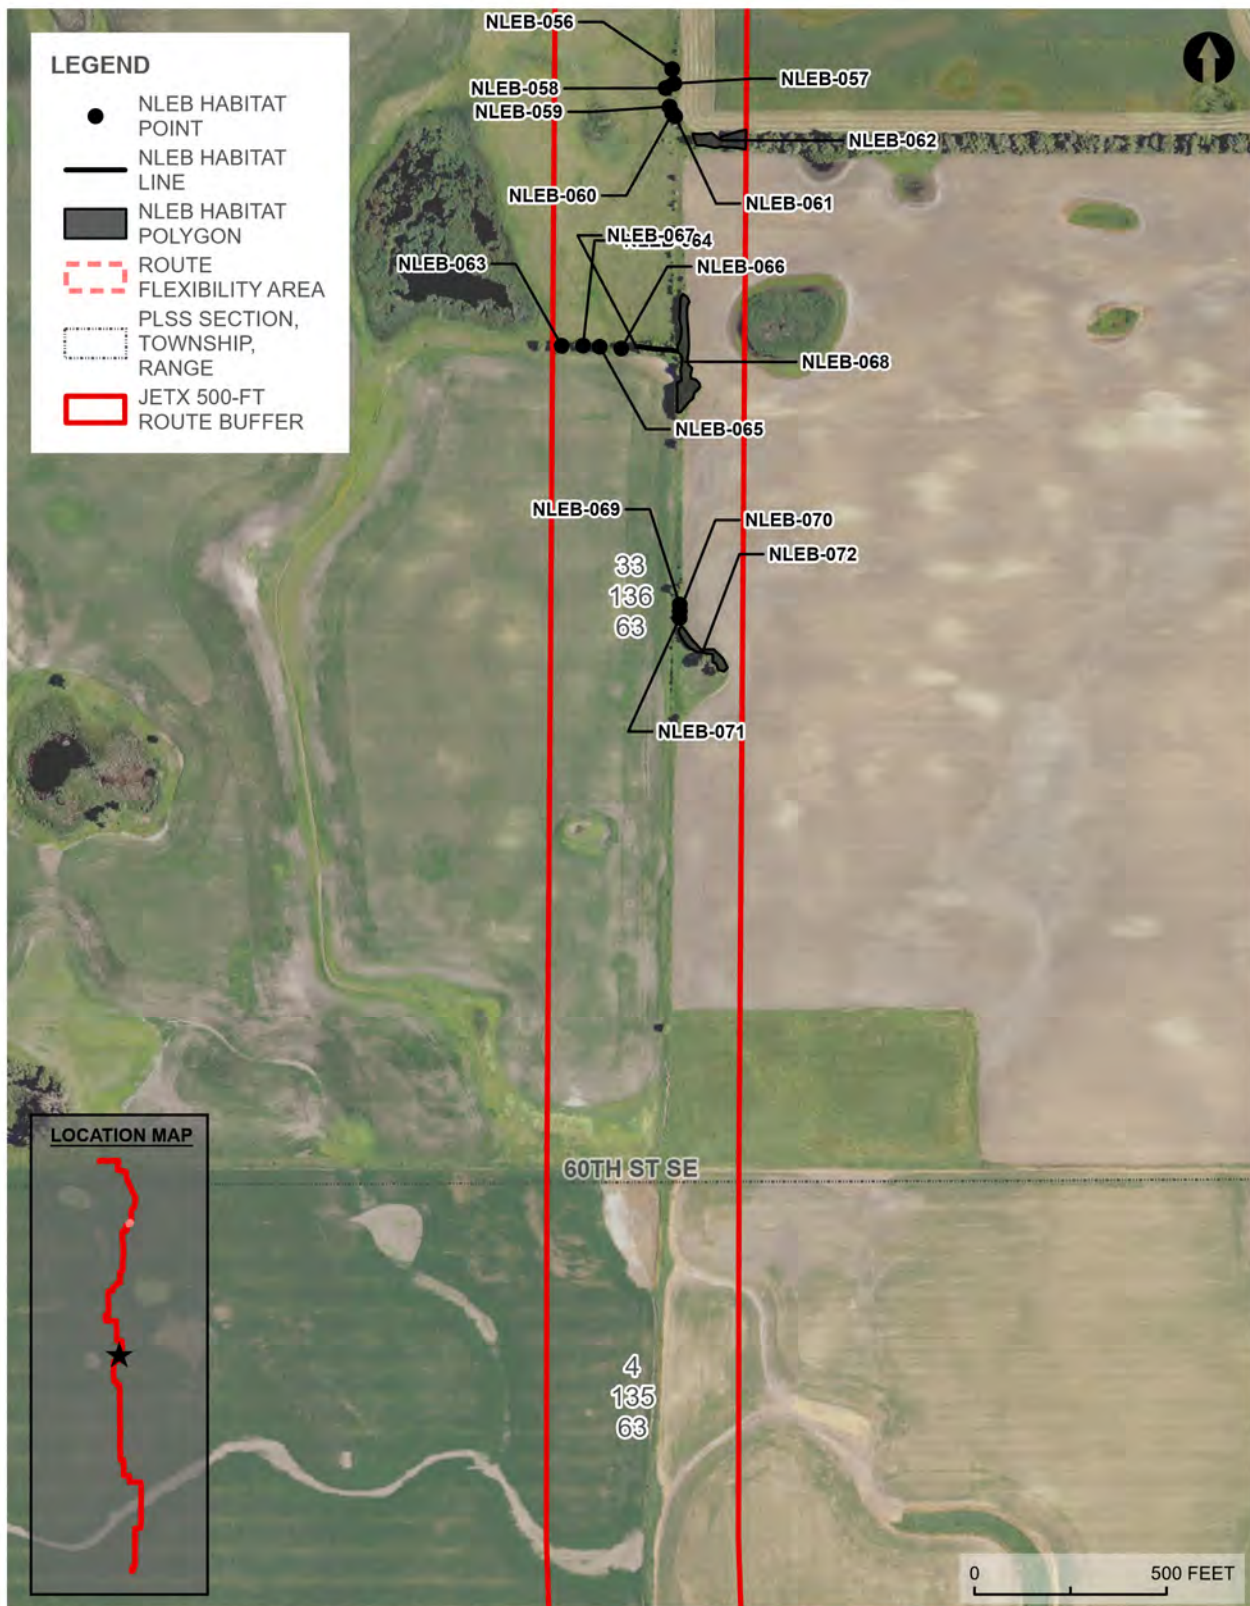 LEGEND
NLEB HABITAT
POINT
NLEB HABITAT
LINE
NLEB HABITAT
POLYGON
ROUTE
FLEXIBILITY AREA
PLSS SECTION,
TOWNSHIP,
RANGE
JETX 500-FT
ROUTE BUFFER
NLEB-056
NLEB-057
NLEB-058
NLEB-059
NLEB-062
NLEB-060
NLEB-061
NLEB-067
NLEB-064
NLEB-063
NLEB-066
NLEB-068
NLEB-065
NLEB-069
NLEB-070
NLEB-072
33
136
63
NLEB-071
LOCATION MAP
60TH ST SE
4
135
63
0 500 FEET